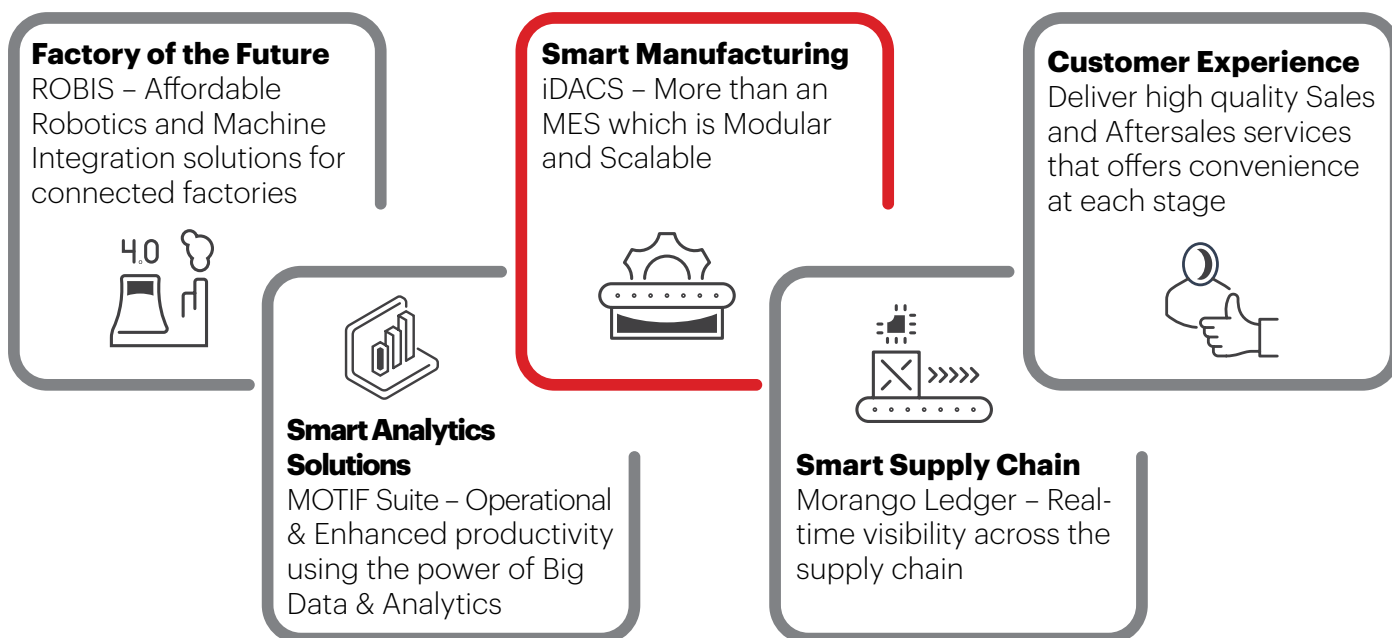 Factory of the Future
ROBIS – Affordable
Robotics and Machine
Integration solutions for
connected factories
4.0
Smart Analytics
Solutions
MOTIF Suite – Operational
& Enhanced productivity
using the power of Big
Data & Analytics
Smart Manufacturing
iDACS – More than an
MES which is Modular
and Scalable
Smart Supply Chain
Morango Ledger – Real-
time visibility across the
supply chain
Customer Experience
Deliver high quality Sales
and Aftersales services
that offers convenience
at each stage